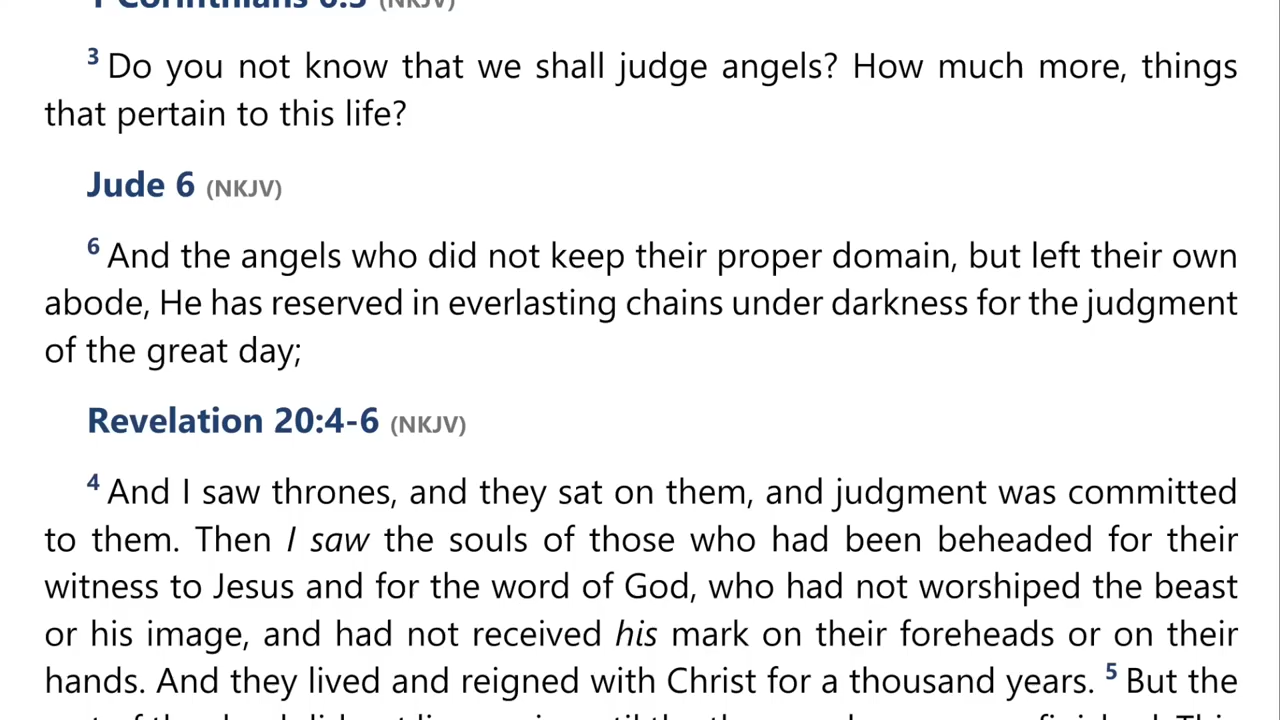 1 Corinthians 6:3 (NKJV)
3 Do you not know that we shall judge angels? How much more, things
that pertain to this life?
Jude 6 (NKJV)
6 And the angels who did not keep their proper domain, but left their own
abode, He has reserved in everlasting chains under darkness for the judgment
of the great day;
Revelation 20:4-6 (NKJV)
4 And I saw thrones, and they sat on them, and judgment was committed
to them. Then I saw the souls of those who had been beheaded for their
witness to Jesus and for the word of God, who had not worshiped the beast
or his image, and had not received his mark on their foreheads or on their
hands. And they lived and reigned with Christ for a thousand years. 5 But the